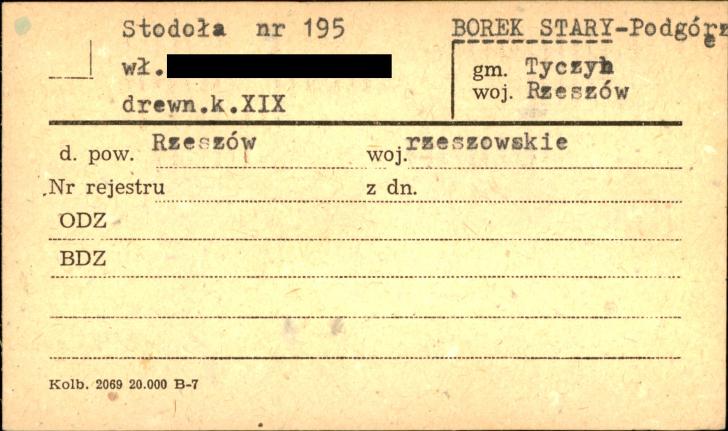 Stodoła nr 195
BOREK STARY-Podgórze
wł.
gm. Tyczyn
drewn.k.XIX
woj. Rzeszów
d. pow. Rzeszów woj. rzeszowskie
Nr rejestru z dn.
ODZ
BDZ
Kolb. 2069 20.000 B-7